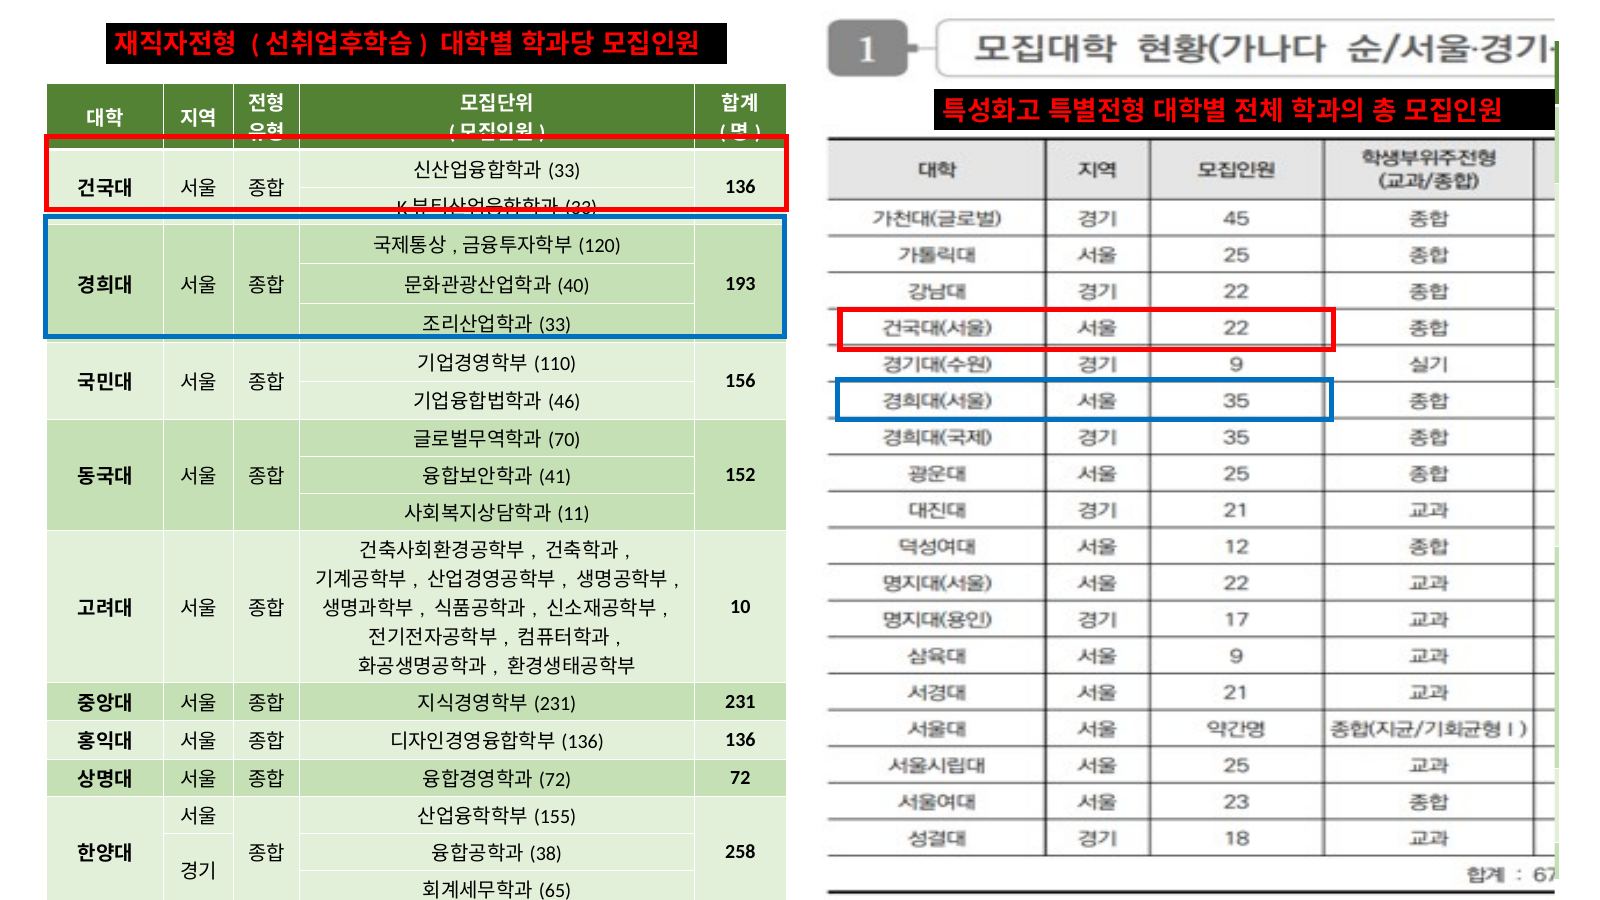 재직자전형 ( 선취업후학습 ) 대학별 학과당 모집인원
대학 지역 전형 유형 모집단위 ( 모집인원 ) 합계 ( 명 )
건국대 서울 종합 신산업융합학과 (33) 136
K 뷰티산업융합학과 (33)
경희대 서울 종합 국제통상 , 금융투자학부 (120) 193
문화관광산업학과 (40)
조리산업학과 (33)
국민대 서울 종합 기업경영학부 (110) 156
기업융합법학과 (46)
동국대 서울 종합 글로벌무역학과 (70) 152
융합보안학과 (41)
사회복지상담학과 (11)
고려대 서울 종합 10
건축사회환경공학부 , 건축학과 ,
기계공학부 , 산업경영공학부 , 생명공학부 ,
생명과학부 , 식품공학과 , 신소재공학부 ,
전기전자공학부 , 컴퓨터학과 ,
화공생명공학과 , 환경생태공학부
중앙대 서울 종합 지식경영학부 (231) 231
홍익대 서울 종합 디자인경영융합학부 (136) 136
상명대 서울 종합 융합경영학과 (72) 72
한양대 서울 종합 산업융학학부 (155) 258
경기 융합공학과 (38)
회계세무학과 (65)
1 모집대학 현황(가나다 순/서울·경기
특성화고 특별전형 대학별 전체 학과의 총 모집인원
대학 지역 모집인원 학생부위주전형 (교과/종합)
가천대(글로벌) 경기 45 종합
가톨릭대 서울 25 종합
강남대 경기 22 종합
건국대(서울) 서울 22 종합
경기대(수원) 경기 9 실기
경희대(서울) 서울 35 종합
경희대(국제) 경기 35 종합
광운대 서울 25 종합
대진대 경기 21 교과
덕성여대 서울 12 종합
명지대(서울) 서울 22 교과
명지대(용인) 경기 17 교과
삼육대 서울 9 교과
서경대 서울 21 교과
서울대 서울 약간명 종합(지균/기회균형Ⅰ)
서울시립대 서울 25 교과
서울여대 서울 23 종합
성결대 경기 18 교과
합계 : 67